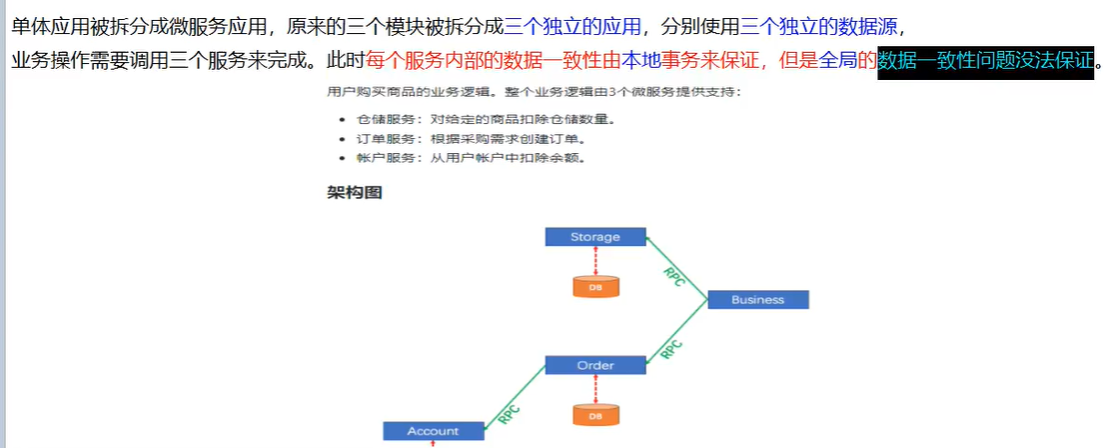 单体应用被拆分成微服务应用，原来的三个模块被拆分成三个独立的应用，分别使用三个独立的数据源，
业务操作需要调用三个服务来完成。此时每个服务内部的数据一致性由本地事务来保证，但是全局的数据一致性问题没法保证。
用户购买商品的业务逻辑。整个业务逻辑由3个微服务提供支持：
• 仓储服务：对给定的商品扣除仓储数量。
• 订单服务：根据采购需求创建订单。
• 帐户服务：从用户帐户中扣除余额。
架构图
Storage
DB
RPC
Business
RPC
Order
DB
RPC
Account